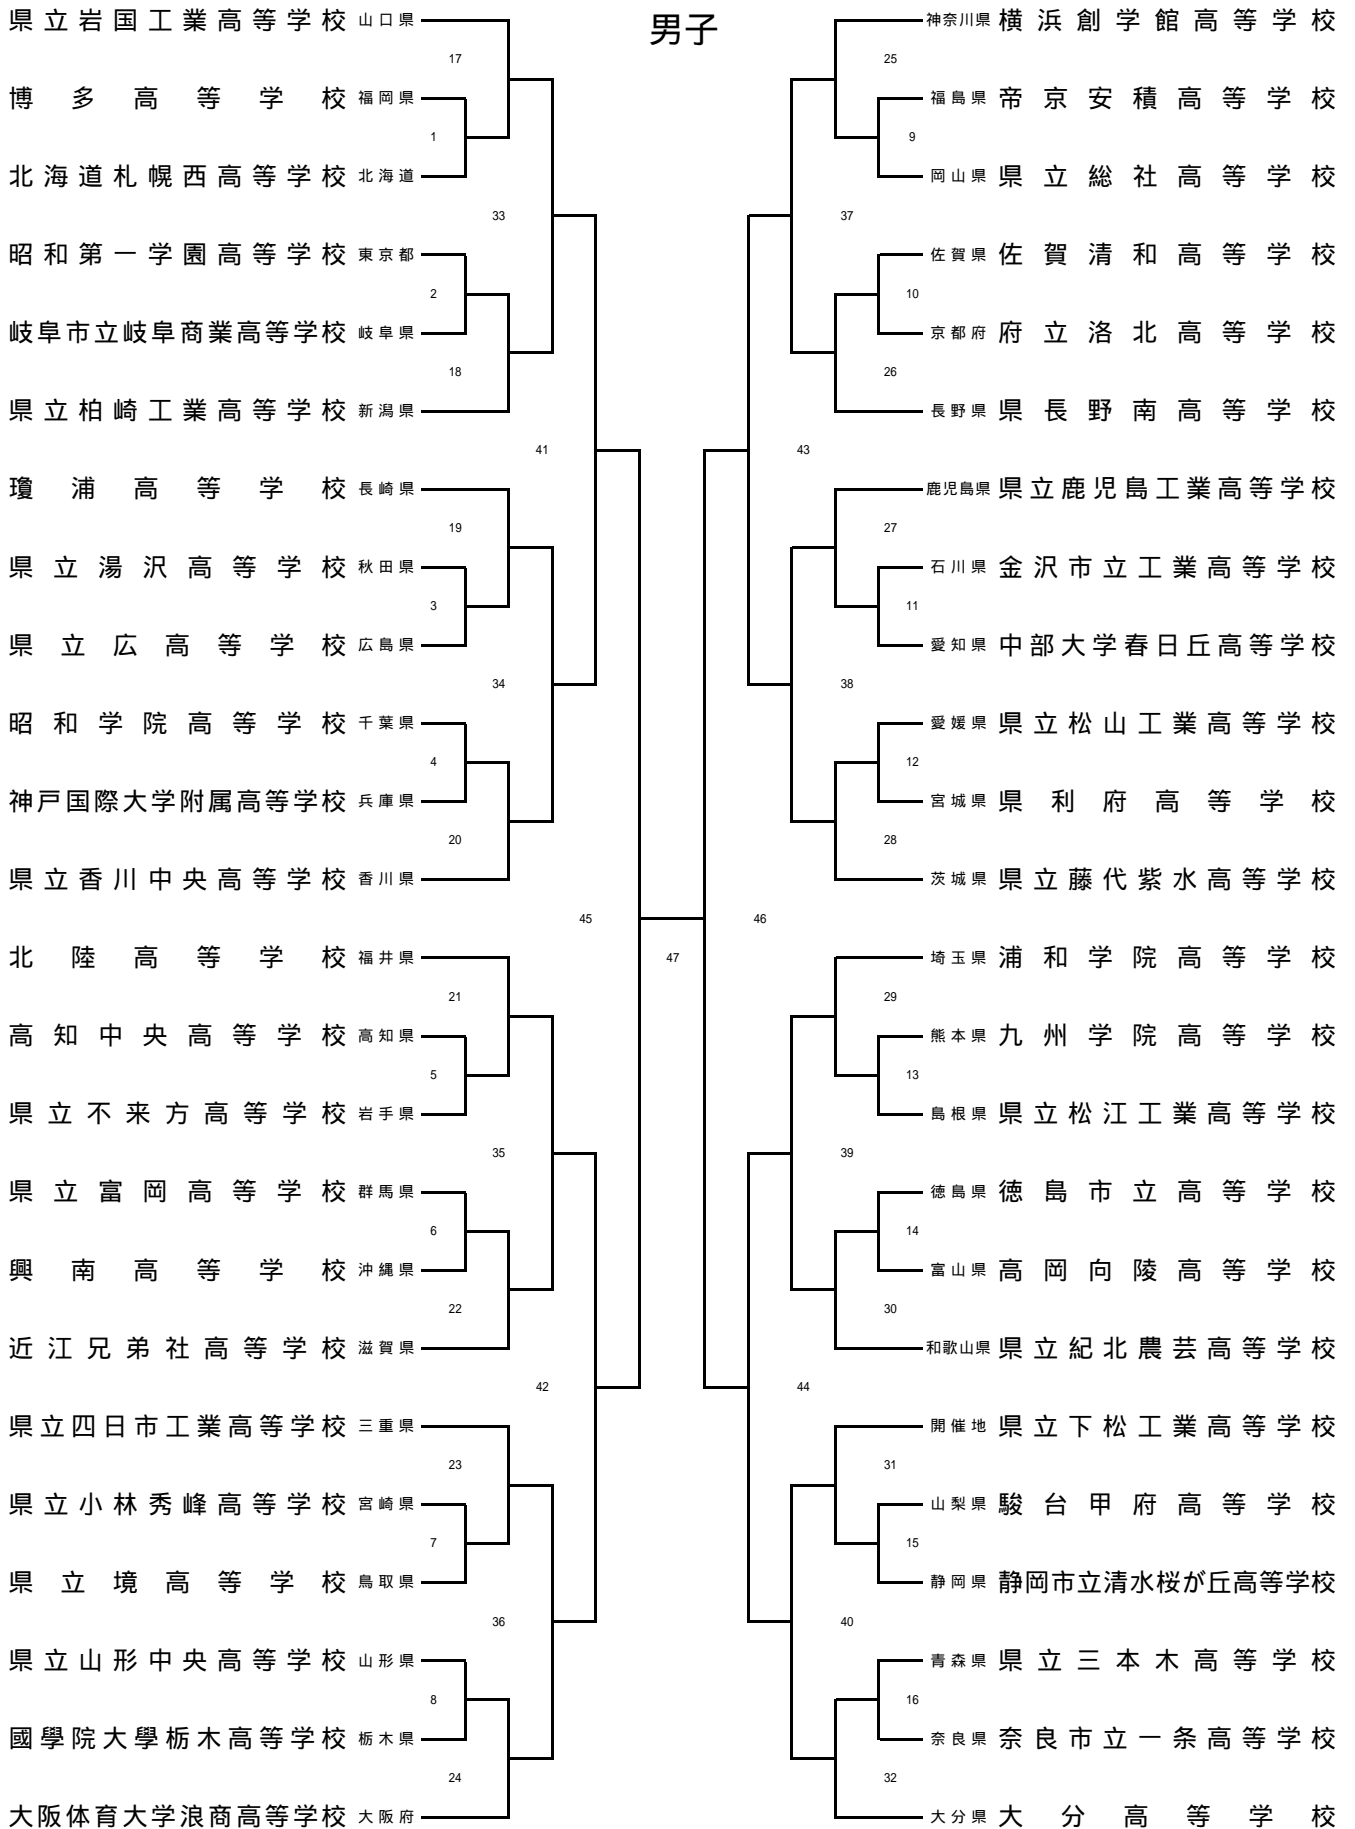 男子
県立岩国工業高等学校 山口県
17
博多高等学校 福岡県
1
北海道札幌西高等学校 北海道
33
昭和第一学園高等学校 東京都
2
岐阜市立岐阜商業高等学校 岐阜県
18
県立柏崎工業高等学校 新潟県
41
瓊浦高等学校 長崎県
19
県立湯沢高等学校 秋田県
3
県立広高等学校 広島県
34
昭和学院高等学校 千葉県
4
神戸国際大学附属高等学校 兵庫県
20
県立香川中央高等学校 香川県
45
北陸高等学校 福井県
21
高知中央高等学校 高知県
5
県立不来方高等学校 岩手県
35
県立富岡高等学校 群馬県
6
興南高等学校 沖縄県
22
近江兄弟社高等学校 滋賀県
42
県立四日市工業高等学校 三重県
23
県立小林秀峰高等学校 宮崎県
7
県立境高等学校 鳥取県
36
県立山形中央高等学校 山形県
8
國學院大學栃木高等学校 栃木県
24
大阪体育大学浪商高等学校 大阪府
47
神奈川県 横浜創学館高等学校
25
福島県 帝京安積高等学校
9
岡山県 県立総社高等学校
37
佐賀県 佐賀清和高等学校
10
京都府 府立洛北高等学校
26
長野県 県長野南高等学校
43
鹿児島県 県立鹿児島工業高等学校
27
石川県 金沢市立工業高等学校
11
愛知県 中部大学春日丘高等学校
38
愛媛県 県立松山工業高等学校
12
宮城県 県利府高等学校
28
茨城県 県立藤代紫水高等学校
46
埼玉県 浦和学院高等学校
29
熊本県 九州学院高等学校
13
島根県 県立松江工業高等学校
39
徳島県 徳島市立高等学校
14
富山県 高岡向陵高等学校
30
和歌山県 県立紀北農芸高等学校
44
開催地 県立下松工業高等学校
31
山梨県 駿台甲府高等学校
15
静岡県 静岡市立清水桜が丘高等学校
40
青森県 県立三本木高等学校
16
奈良県 奈良市立一条高等学校
32
大分県 大分高等学校